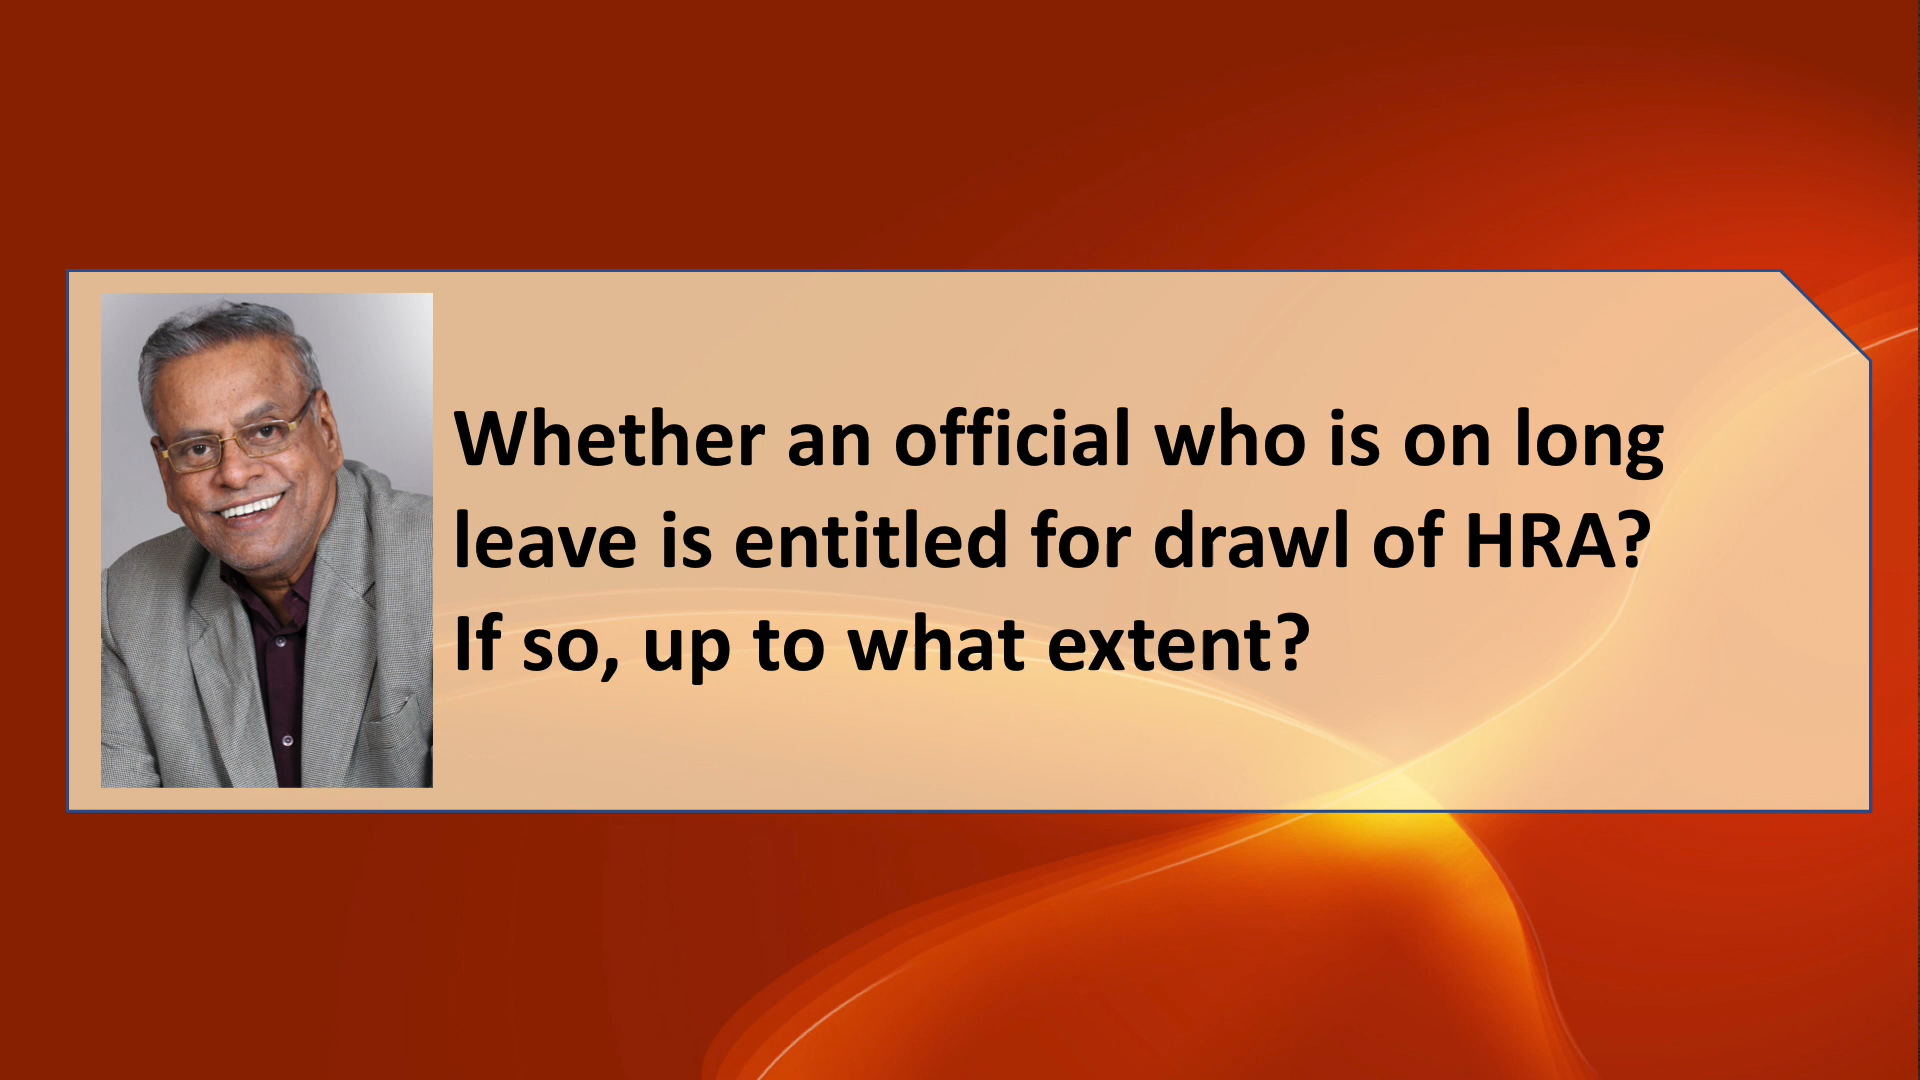 Whether an official who is on long
leave is entitled for drawl of HRA?
If so, up to what extent?